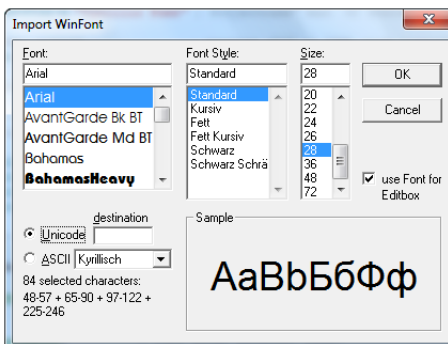 Import WinFont
Font:
Font Style:
Size:
Arial
Standard
28
OK
Arial
AvantGarde Bk BT
AvantGarde Md BT
Bahamas
BahamasHeavy
Standard
Kursiv
Fett
Fett Kursiv
Schwarz
Schwarz Schrä
20
22
24
26
28
36
48
72
Cancel
use Font for
Editbox
destination
Unicode
ASCII
Kyrillisch
84 selected characters:
48-57 + 65-90 + 97-122 +
225-246
Sample
AaBbБбФф